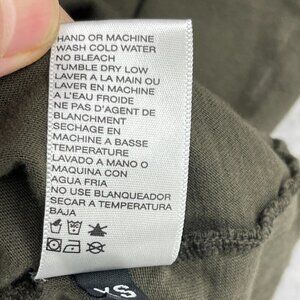 HAND OR MACHINE
WASH COLD WATER
NO BLEACH
TUMBLE DRY LOW
LAVER A LA MAIN OU
LAVER EN MACHINE
A L'EAU FROIDE
NE PAS D'AGENT DE
BLANCHMENT
SECHAGE EN
MACHINE A BASSE
TEMPERATURE
LAVADO A MANO O
MAQUINA CON
AGUA FRIA
NO USE BLANQUEADOR
SECAR A TEMPERATURA
BAJA
XS